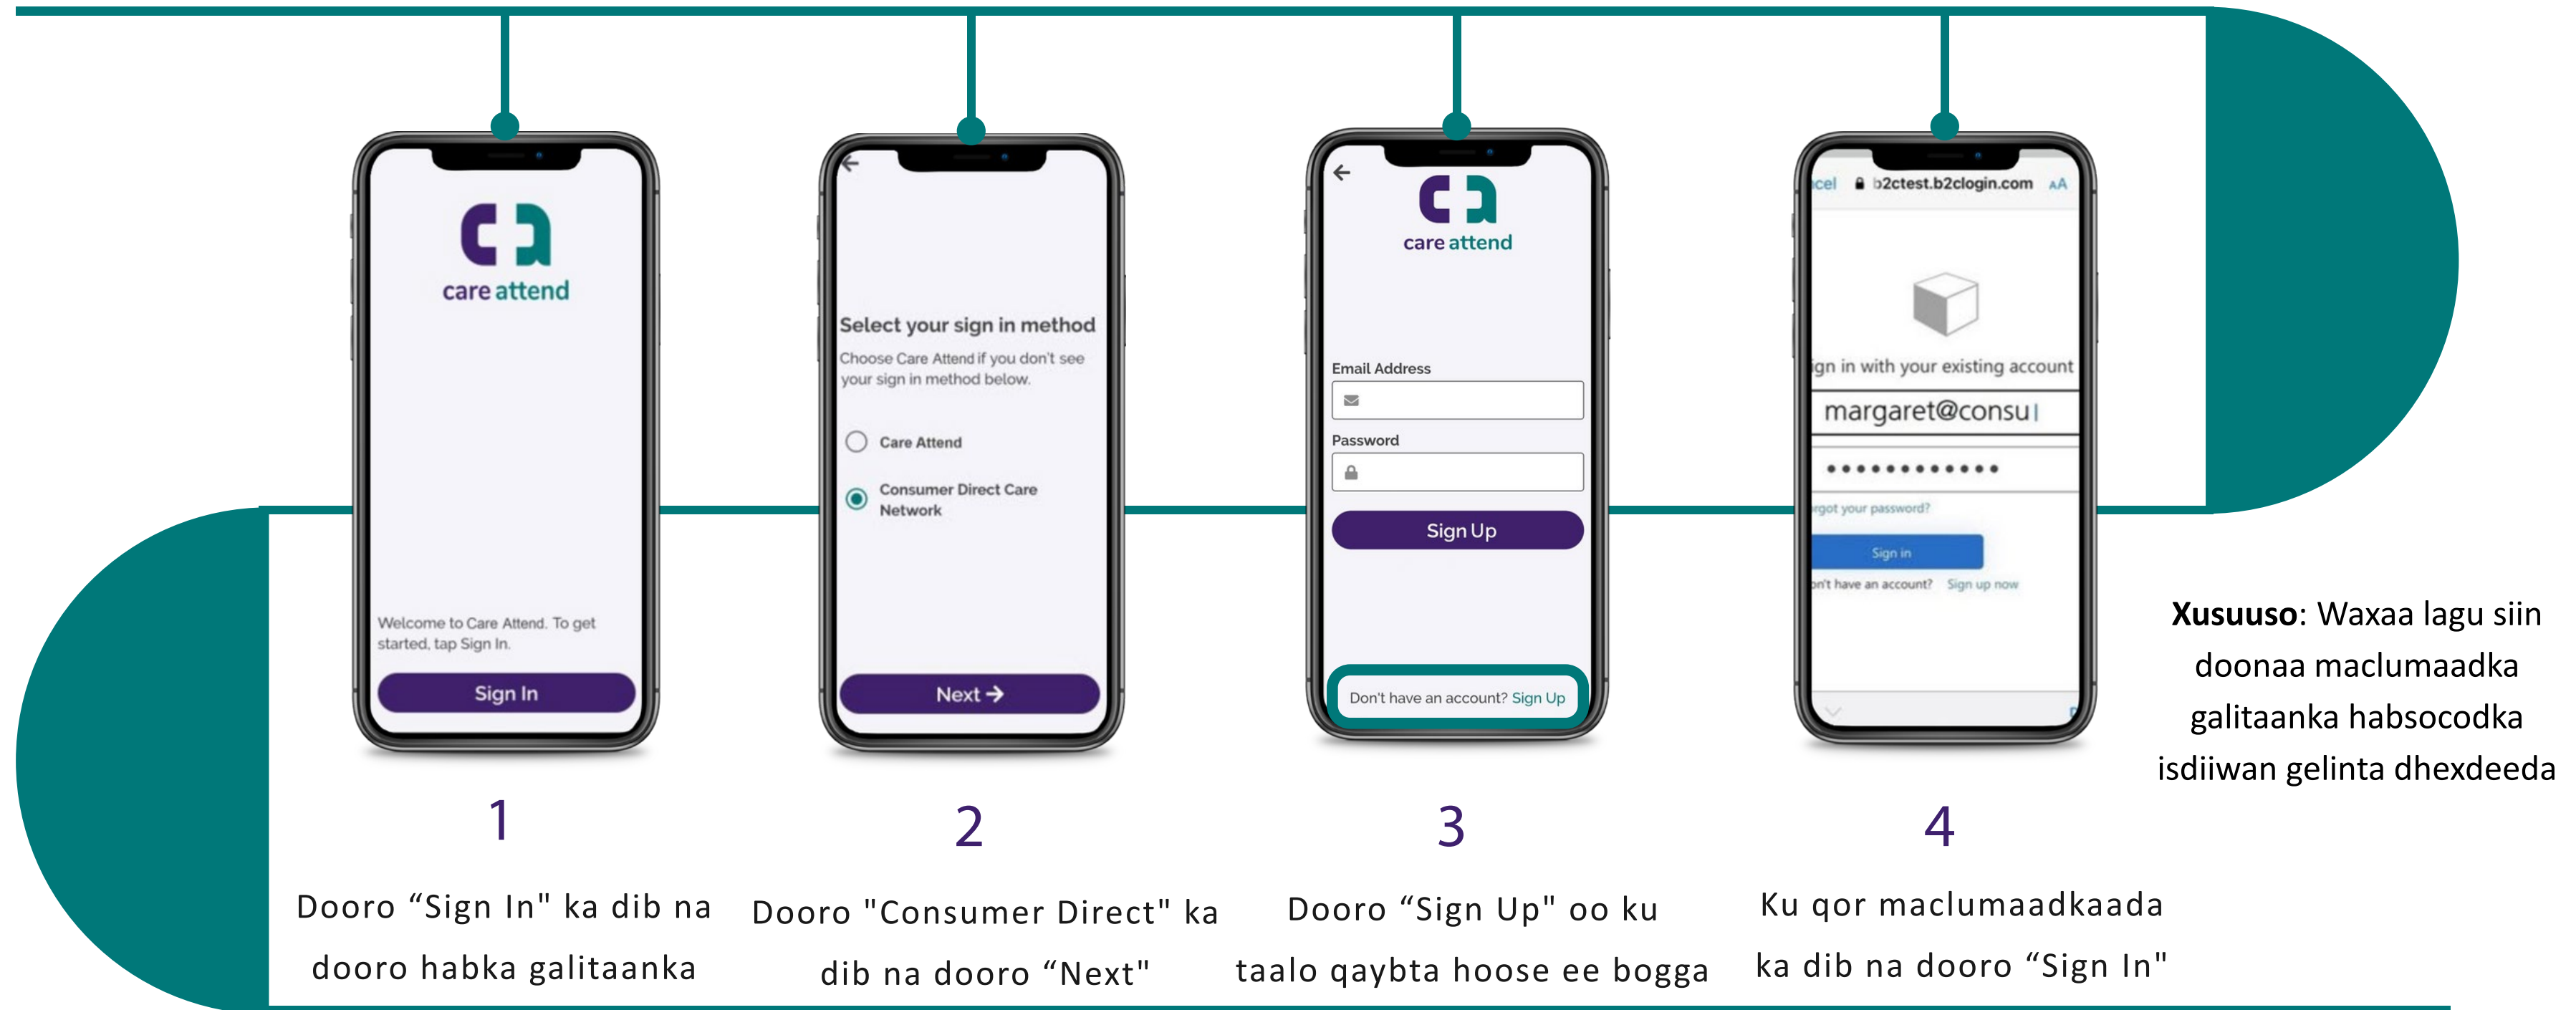 care attend
Welcome to Care Attend. To get
started, tap Sign In.
Sign In
1
Dooro “Sign In" ka dib na
dooro habka galitaanka
Select your sign in method
Choose Care Attend if you don't see
your sign in method below.
Care Attend
Consumer Direct Care
Network
Next →
2
Dooro "Consumer Direct" ka
dib na dooro “Next"
care attend
Email Address
Password
Sign Up
Don't have an account? Sign Up
3
Dooro “Sign Up" oo ku
taalo qaybta hoose ee bogga
cel b2ctest.b2clogin.com AA
ign in with your existing account
margaret@consu
rgot your password?
Sign in
on't have an account? Sign up now
4
Ku qor maclumaadkaada
ka dib na dooro “Sign In"
Xusuuso: Waxaa lagu siin
doonaa maclumaadka
galitaanka habsocodka
isdiiwan gelinta dhexdeeda